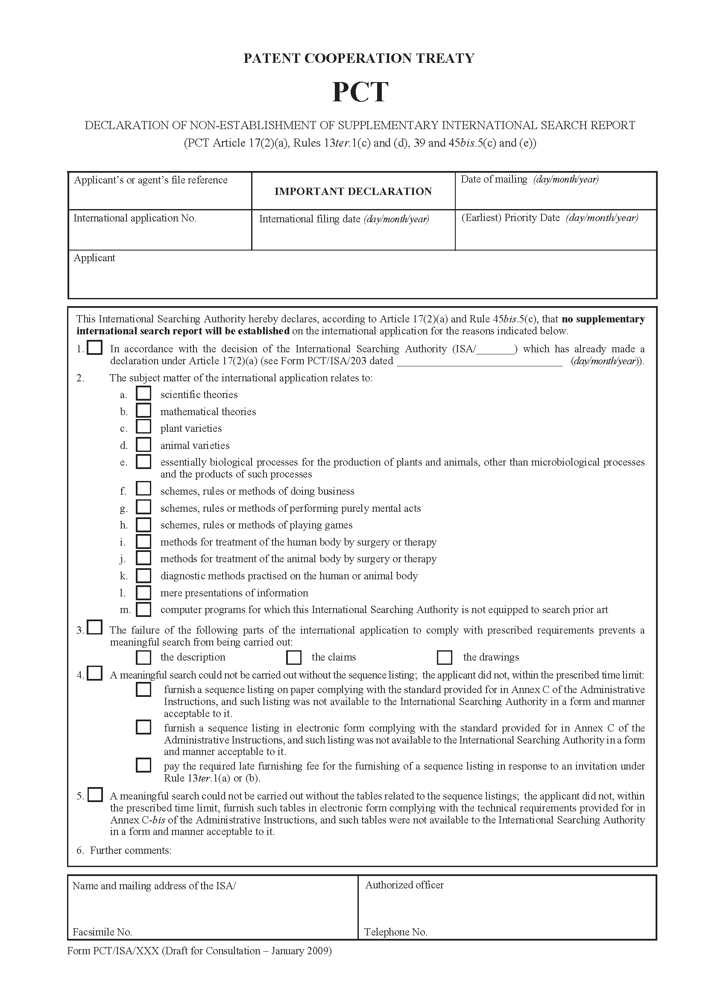 PATENT COOPERATION TREATY
PCT
DECLARATION OF NON-ESTABLISHMENT OF SUPPLEMENTARY INTERNATIONAL SEARCH REPORT
(PCT Article 17(2)(a), Rules 13ter.1(c) and (d), 39 and 45bis.5(c) and (e))
Applicant's or agent's file reference
IMPORTANT DECLARATION
Date of mailing (day/month/year)
International application No.
International filing date (day/month/year)
(Earliest) Priority Date (day/month/year)
Applicant
This International Searching Authority hereby declares, according to Article 17(2)(a) and Rule 45bis.5(c), that no supplementary
international search report will be established on the international application for the reasons indicated below.
1. In accordance with the decision of the International Searching Authority (ISA/_______) which has already made a
declaration under Article 17(2)(a) (see Form PCT/ISA/203 dated ______________________________ (day/month/year)).
2. The subject matter of the international application relates to:
a. scientific theories
b. mathematical theories
c. plant varieties
d. animal varieties
e. essentially biological processes for the production of plants and animals, other than microbiological processes
and the products of such processes
f. schemes, rules or methods of doing business
g. schemes, rules or methods of performing purely mental acts
h. schemes, rules or methods of playing games
i. methods for treatment of the human body by surgery or therapy
j. methods for treatment of the animal body by surgery or therapy
k. diagnostic methods practised on the human or animal body
l. mere presentations of information
m. computer programs for which this International Searching Authority is not equipped to search prior art
3. The failure of the following parts of the international application to comply with prescribed requirements prevents a
meaningful search from being carried out:
the description the claims the drawings
4. A meaningful search could not be carried out without the sequence listing; the applicant did not, within the prescribed time limit:
furnish a sequence listing on paper complying with the standard provided for in Annex C of the Administrative
Instructions, and such listing was not available to the International Searching Authority in a form and manner
acceptable to it.
furnish a sequence listing in electronic form complying with the standard provided for in Annex C of the
Administrative Instructions, and such listing was not available to the International Searching Authority in a form
and manner acceptable to it.
pay the required late furnishing fee for the furnishing of a sequence listing in response to an invitation under
Rule 13ter.1(a) or (b).
5. A meaningful search could not be carried out without the tables related to the sequence listings; the applicant did not, within
the prescribed time limit, furnish such tables in electronic form complying with the technical requirements provided for in
Annex C-bis of the Administrative Instructions, and such tables were not available to the International Searching Authority
in a form and manner acceptable to it.
6. Further comments:
Name and mailing address of the ISA/
Authorized officer
Facsimile No.
Telephone No.
Form PCT/ISA/XXX (Draft for Consultation – January 2009)